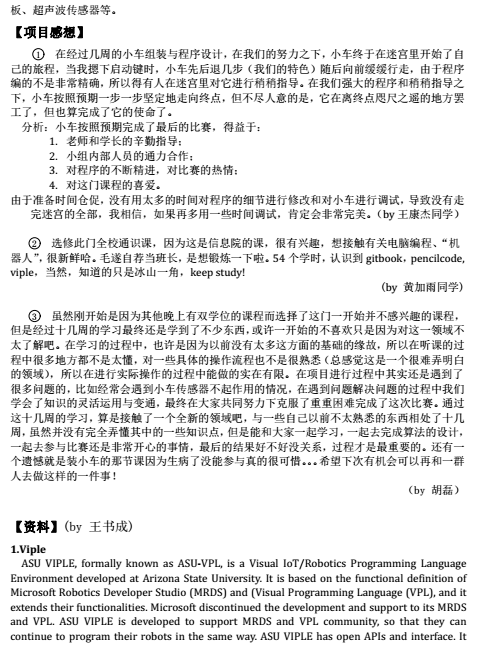 板、超声波传感器等。
【项目感想】
① 在经过几周的小车组装与程序设计，在我们的努力之下，小车终于在迷宫里开始了自
己的旅程，当我摁下启动键时，小车先后退几步（我们的特色）随后向前缓缓行走，由于程序
编的不是非常精确，所以得有人在迷宫里对它进行稍稍指导。在我们强大的程序和稍稍指导之
下，小车按照预期一步一步坚定地走向终点，但不尽人意的是，它在离终点咫尺之遥的地方罢
工了，但也算完成了它的使命了。
分析：小车按照预期完成了最后的比赛，得益于：
1. 老师和学长的辛勤指导；
2. 小组内部人员的通力合作；
3. 对程序的不断精进，对比赛的热情；
4. 对这门课程的喜爱。
由于准备时间仓促，没有用太多的时间对程序的细节进行修改和对小车进行调试，导致没有走
完迷宫的全部，我相信，如果再多用一些时间调试，肯定会非常完美。（by 王康杰同学）
② 选修此门全校通识课，因为这是信息院的课，很有兴趣，想接触有关电脑编程、“机
器人”，很新鲜哈。毛遂自荐当班长，是想锻炼一下啦。54 个学时，认识到 gitbook，pencilcode,
viple，当然，知道的只是冰山一角，keep study!
（by 黄加雨同学）
③ 虽然刚开始是因为其他晚上有双学位的课程而选择了这门一开始并不感兴趣的课程，
但是经过十几周的学习最终还是学到了不少东西，或许一开始的不喜欢只是因为对这一领域不
太了解吧。在学习的过程中，也许是因为以前没有太多这方面的基础的缘故，所以在听课的过
程中很多地方都不是太懂，对一些具体的操作流程也不是很熟悉（总感觉这是一个很难弄明白
的领域），所以在进行实际操作的过程中能做的实在有限。在项目进行过程中其实还是遇到了
很多问题的，比如经常会遇到小车传感器不起作用的情况，在遇到问题解决问题的过程中我们
学会了知识的灵活运用与变通，最终在大家共同努力下克服了重重困难完成了这次比赛。通过
这十几周的学习，算是接触了一个全新的领域吧，与一些自己以前不太熟悉的东西相处了十几
周，虽然并没有完全弄懂其中的一些知识点，但是能和大家一起学习，一起去完成算法的设计，
一起去参与比赛还是非常开心的事情，最后的结果好不好没关系，过程才是最重要的。还有一
个遗憾就是装小车的那节课因为生病了没能参与真的很可惜。。。希望下次有机会可以再和一群
人去做这样的一件事！
（by 胡磊）
【资料】（by 王书成）
1.Viple
ASU VIPLE, formally known as ASU-VPL, is a Visual IoT/Robotics Programming Language
Environment developed at Arizona State University. It is based on the functional definition of
Microsoft Robotics Developer Studio (MRDS) and (Visual Programming Language (VPL), and it
extends their functionalities. Microsoft discontinued the development and support to its MRDS
and VPL. ASU VIPLE is developed to support MRDS and VPL community, so that they can
continue to program their robots in the same way. ASU VIPLE has open APIs and interface. It